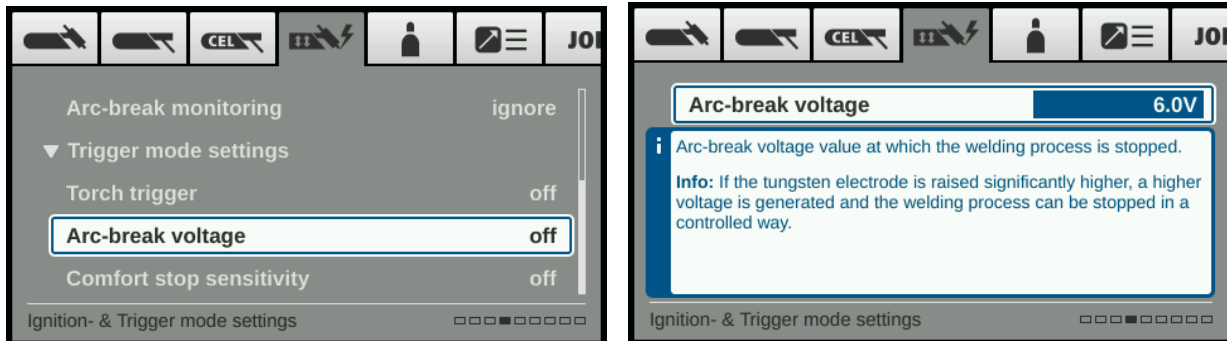 CEL
JO
Arc-break monitoring ignore
Trigger mode settings
Torch trigger off
Arc-break voltage off
Comfort stop sensitivity off
Ignition- & Trigger mode settings
CEL
JO
Arc-break voltage 6.0V
i Arc-break voltage value at which the welding process is stopped.
Info: If the tungsten electrode is raised significantly higher, a higher
voltage is generated and the welding process can be stopped in a
controlled way.
Ignition- & Trigger mode settings